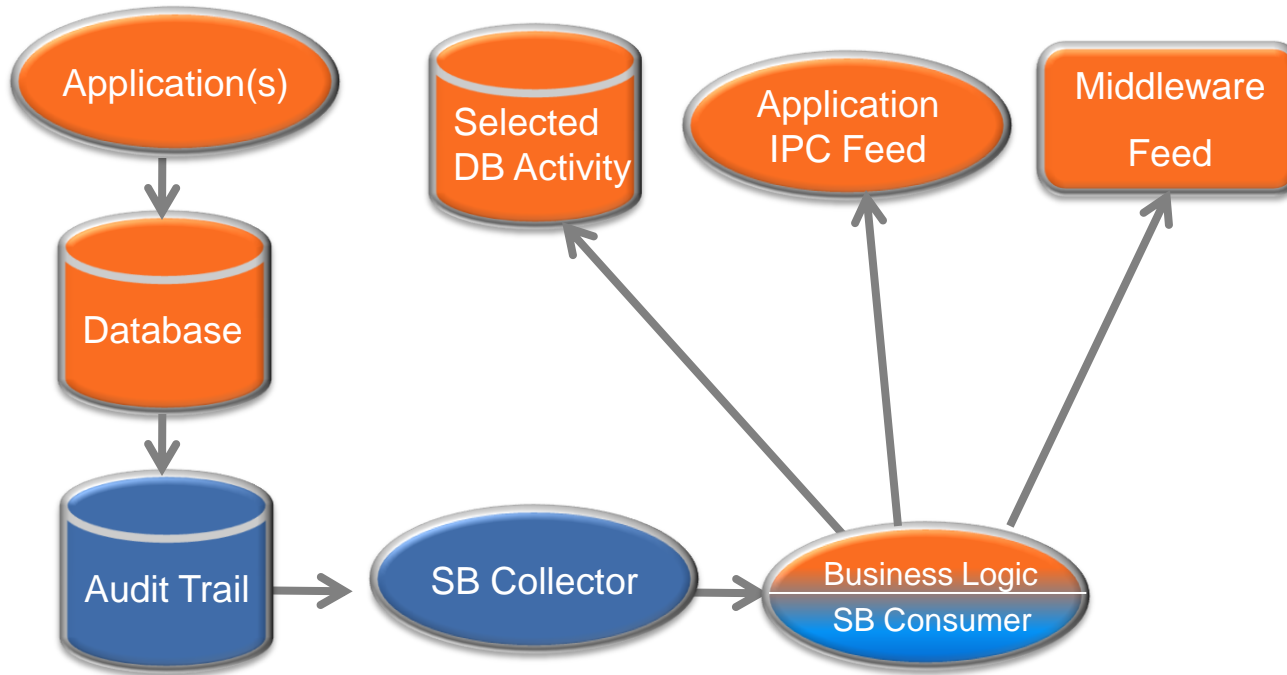 Application(s)
Selected
DB Activity
Application
IPC Feed
Middleware
Feed
Database
Audit Trail
SB Collector
Business Logic
SB Consumer